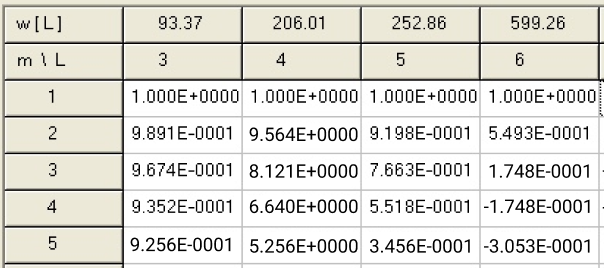 w[L] 93.37 206.01 252.86 599.26
m \ L 3 4 5 6
1 1.000E+0000 1.000E+0000 1.000E+0000 1.000E+0000
2 9.891E-0001 9.564E+0000 9.198E-0001 5.493E-0001
3 9.674E-0001 8.121E+0000 7.663E-0001 1.748E-0001
4 9.352E-0001 6.640E+0000 5.518E-0001 -1.748E-0001
5 9.256E-0001 5.256E+0000 3.456E-0001 -3.053E-0001